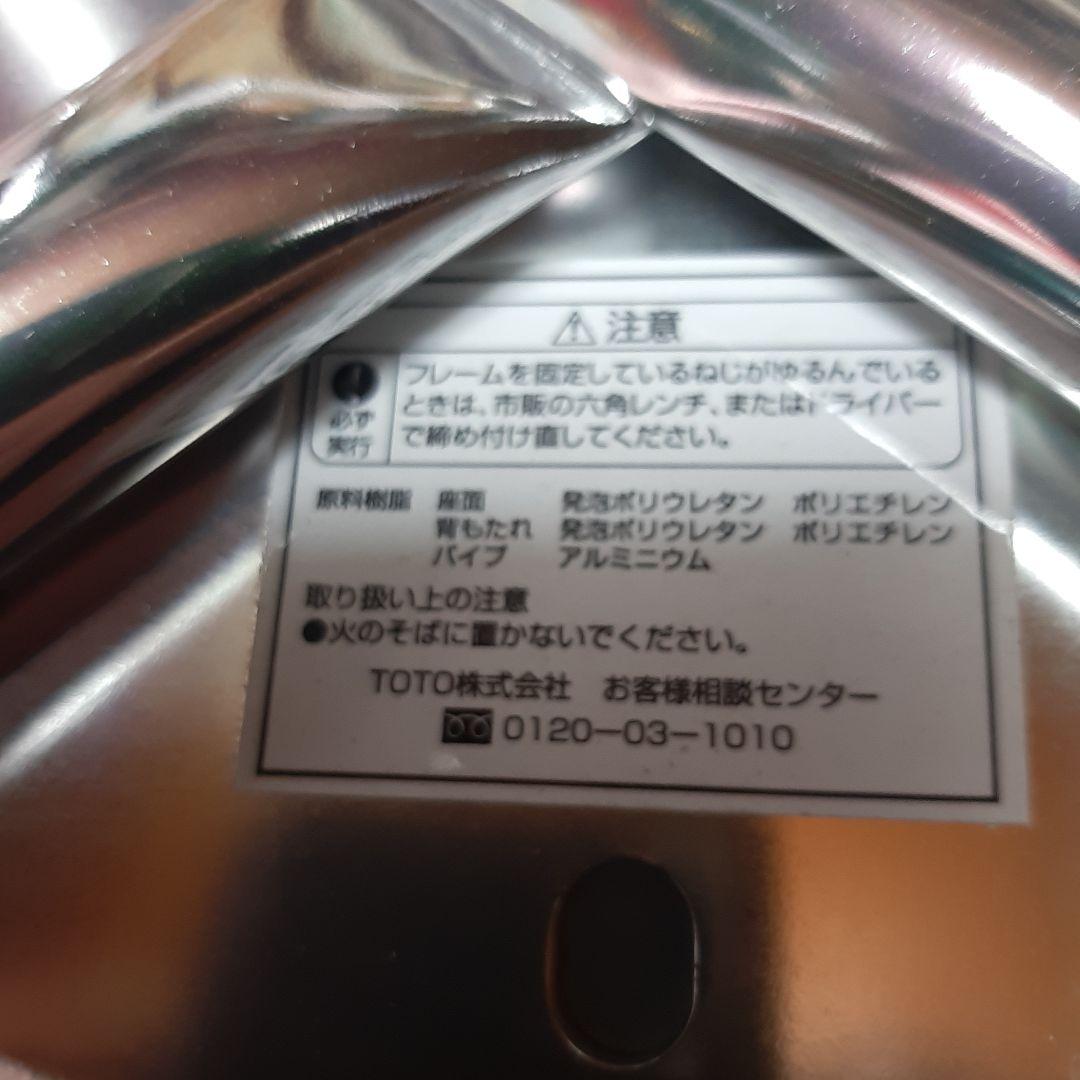 注意
必ず
実行
フレームを固定しているねじがゆるんでいる
ときは、市販の六角レンチ、またはドライバー
で締め付け直してください。
原料樹脂 座面 発泡ポリウレタン ポリエチレン
背もたれ 発泡ポリウレタン ポリエチレン
パイプ アルミニウム
取り扱い上の注意
●火のそばに置かないでください。
TOTO株式会社 お客様相談センター
0120-03-1010